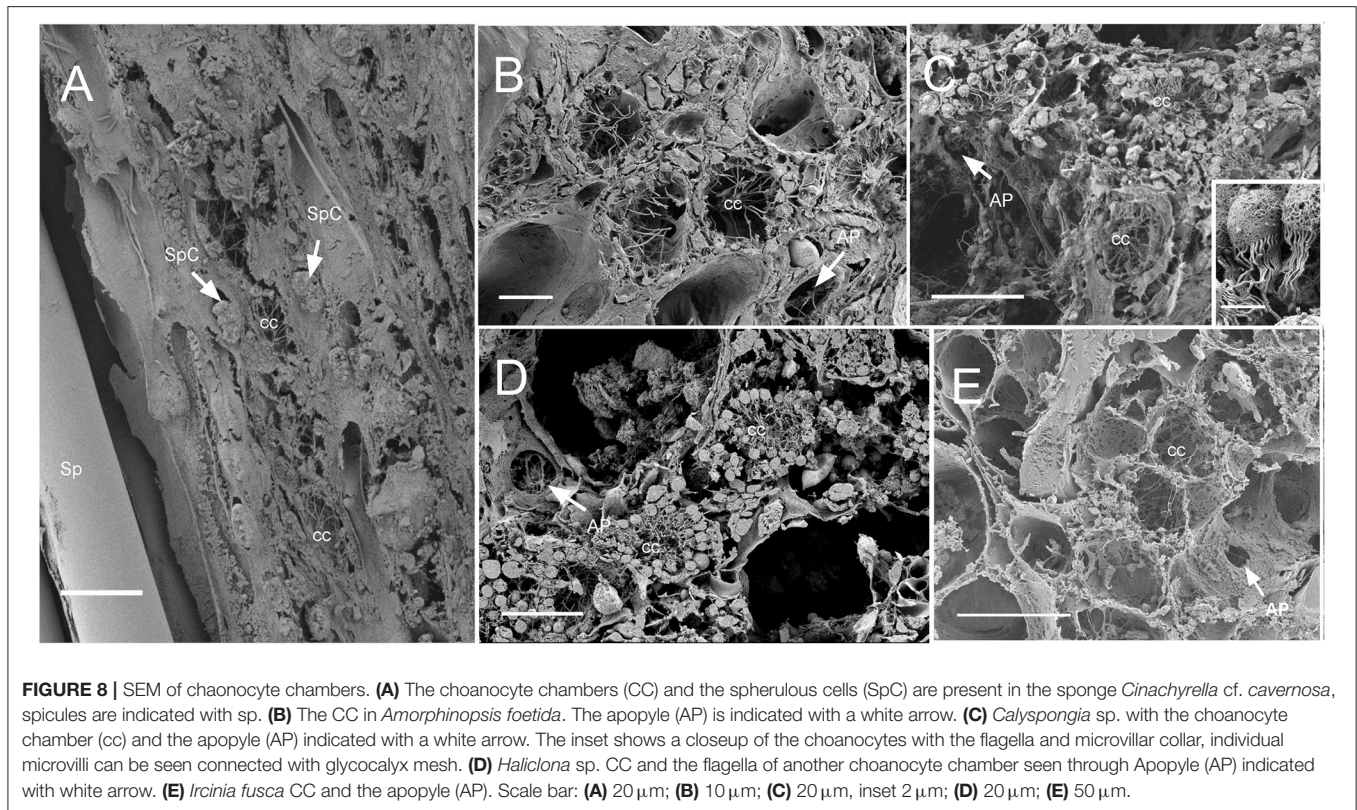 A
SpC
SpC
cc
cc
Sp
B
cc
AP
C
cc
AP
cc
D
cc
AP
cc
E
cc
AP
FIGURE 8 | SEM of chaonocyte chambers. (A) The choanocyte chambers (CC) and the spherulous cells (SpC) are present in the sponge Cinachyrella cf. cavernosa,
spicules are indicated with sp. (B) The CC in Amorphinopsis foetida. The apopyle (AP) is indicated with a white arrow. (C) Calyspongia sp. with the choanocyte
chamber (cc) and the apopyle (AP) indicated with a white arrow. The inset shows a closeup of the choanocytes with the flagella and microvillar collar, individual
microvilli can be seen connected with glycocalyx mesh. (D) Haliclona sp. CC and the flagella of another choanocyte chamber seen through Apopyle (AP) indicated
with white arrow. (E) Ircinia fusca CC and the apopyle (AP). Scale bar: (A) 20 μm; (B) 10 μm; (C) 20 μm, inset 2 μm; (D) 20 μm; (E) 50 μm.